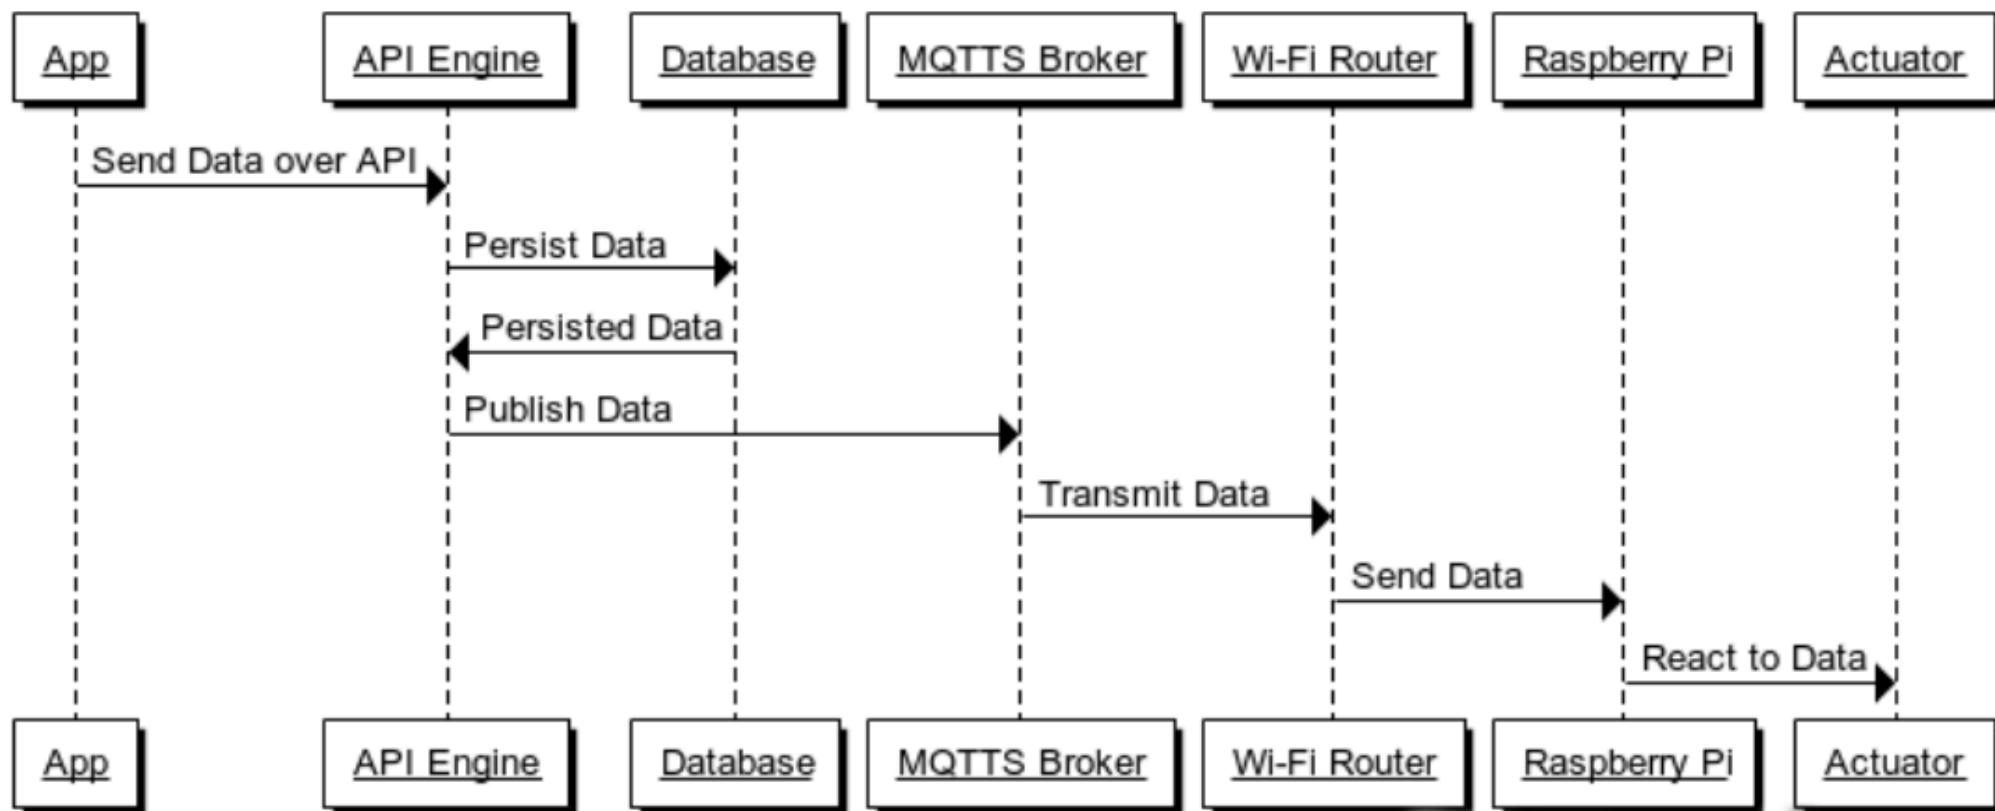 App API Engine Database MQTTS Broker Wi-Fi Router Raspberry Pi Actuator
Send Data over API
Persist Data
Persisted Data
Publish Data
Transmit Data
Send Data
React to Data
App API Engine Database MQTTS Broker Wi-Fi Router Raspberry Pi Actuator